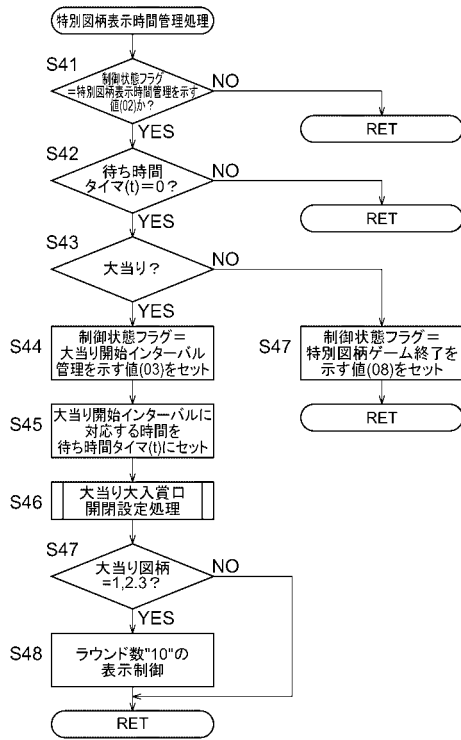 特別図柄表示時間管理処理
S41
制御状態フラグ
＝特別図柄表示時間管理を示す
値(02)か？
NO
RET
YES
S42
待ち時間
タイマ(t)＝0？
NO
RET
YES
S43
大当り？
NO
YES
S44
制御状態フラグ＝
大当り開始インターバル
管理を示す値(03)をセット
S47
制御状態フラグ＝
特別図柄ゲーム終了を
示す値(08)をセット
RET
S45
大当り開始インターバルに
対応する時間を
待ち時間タイマ(t)にセット
S46
大当り大入賞口
開閉設定処理
S47
大当り図柄
=1,2.3？
NO
YES
S48
ラウンド数"10"の
表示制御
RET